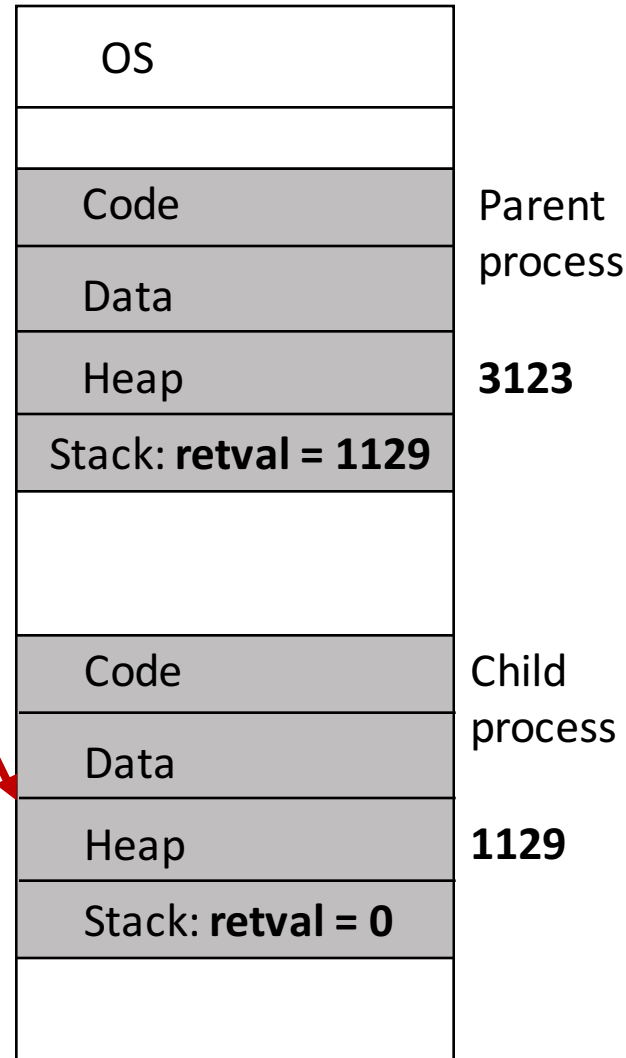 OS
Code
Parent
process
Data
Heap
3123
Stack: retval = 1129
Code
Child
process
Data
Heap
1129
Stack: retval = 0